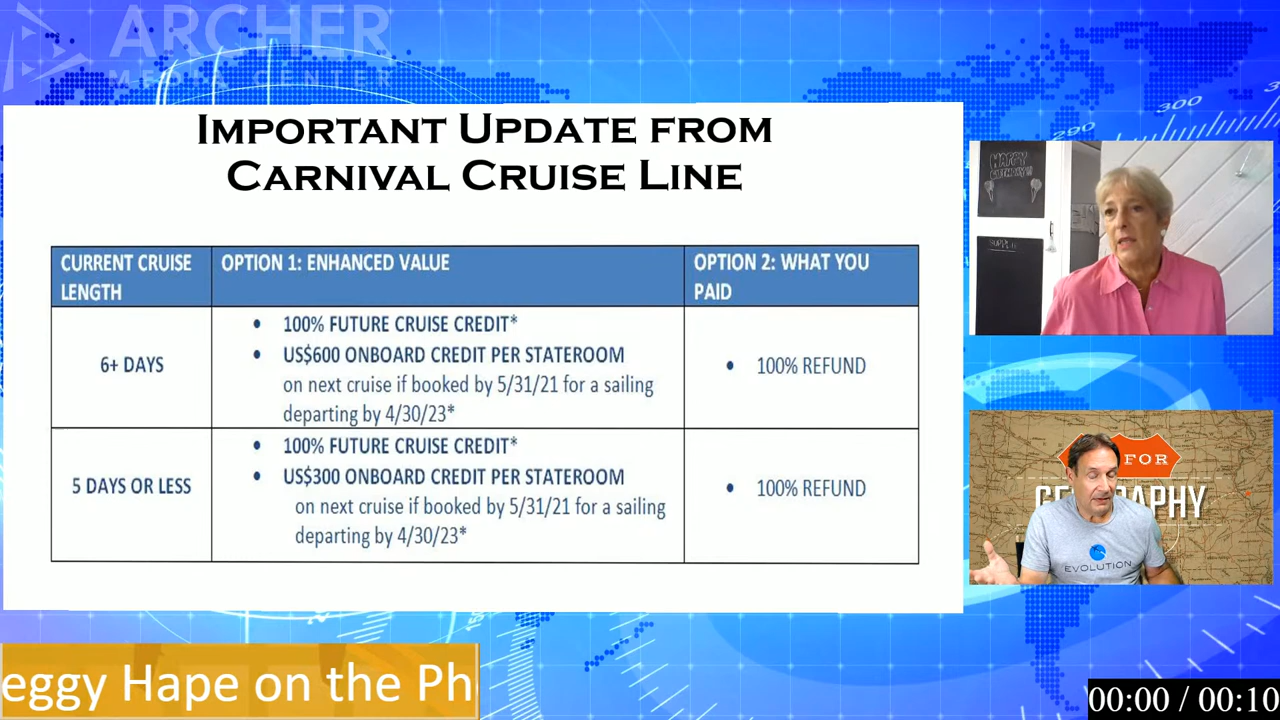 ARCHER
MEDIA CENTER
IMPORTANT UPDATE FROM
CARNIVAL CRUISE LINE
CURRENT CRUISE
LENGTH
OPTION 1: ENHANCED VALUE
OPTION 2: WHAT YOU
PAID
6+ DAYS
• 100% FUTURE CRUISE CREDIT*
• US$600 ONBOARD CREDIT PER STATEROOM
on next cruise if booked by 5/31/21 for a sailing
departing by 4/30/23*
• 100% REFUND
5 DAYS OR LESS
• 100% FUTURE CRUISE CREDIT*
• US$300 ONBOARD CREDIT PER STATEROOM
on next cruise if booked by 5/31/21 for a sailing
departing by 4/30/23*
• 100% REFUND
290
300
HAPPY
FOR
EVOLUTION
eggy Hape on the Ph
00:00 / 00:10